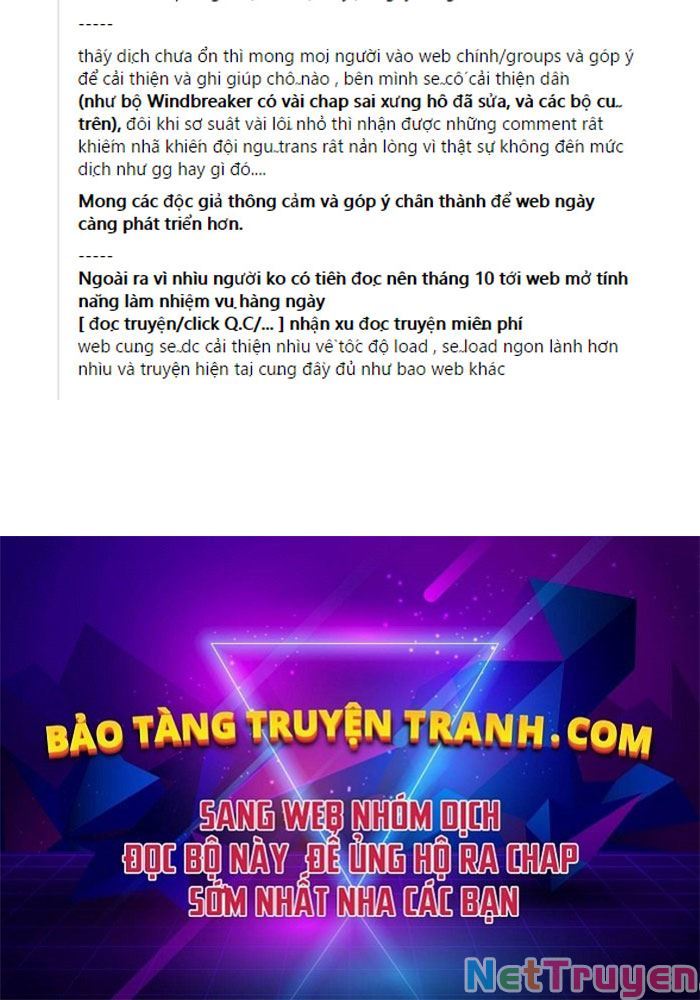 -----
thấy dịch chưa ổn thì mong mọi người vào web chính/groups và góp ý
để cải thiện và ghi giúp chỗ nào , bên mình sẽ cố cải thiện dần
(như bộ Windbreaker có vài chap sai xưng hô đã sửa, và các bộ cũ
trên), đôi khi sơ suất vài lỗi nhỏ thì nhận được những comment rất
khiếm nhã khiến đội ngũ trans rất nản lòng vì thật sự không đến mức
dịch như gg hay gì đó....
Mong các độc giả thông cảm và góp ý chân thành để web ngày
càng phát triển hơn.
-----
Ngoài ra vì nhìu người ko có tiền đọc nên tháng 10 tới web mở tính
năng làm nhiệm vụ hàng ngày
[ đọc truyện/click Q.C/... ] nhận xu đọc truyện miễn phí
web cũng sẽ dc cải thiện nhìu về tốc độ load , sẽ load ngon lành hơn
nhìu và truyện hiện tại cũng đầy đủ như bao web khác
BẢO TÀNG TRUYỆN TRANH.COM
SANG WEB NHÓM DỊCH
ĐỌC BỘ NÀY ĐỂ ỦNG HỘ RA CHAP
SỚM NHẤT NHA CÁC BẠN
NetTruyen